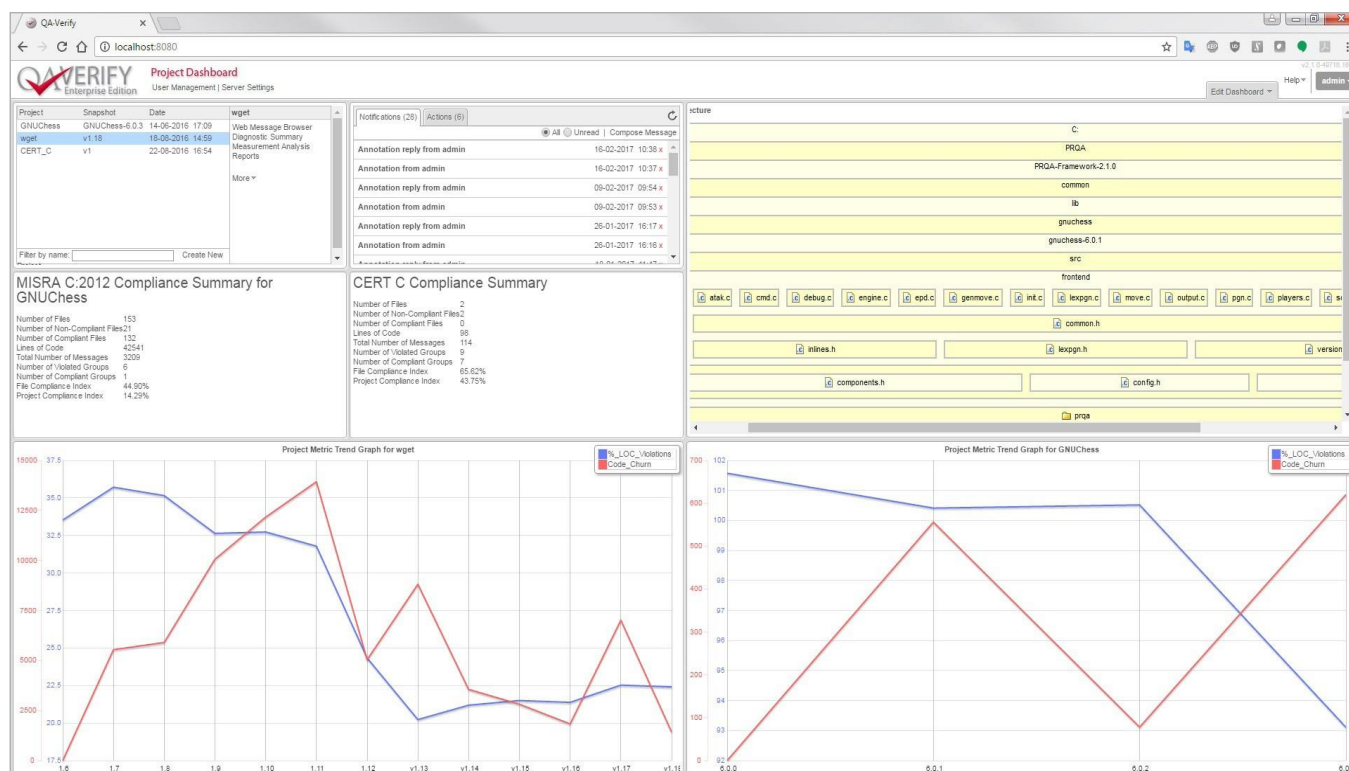 QA-Verify
localhost:8080
QAVERIFY
Enterprise Edition
Project Dashboard
User Management | Server Settings
Edit Dashboard
Help
admin
Project Snapshot Date
GNUChess GNUChess-6.0.3 14-06-2016 17:09
wget v1.18 18-08-2016 14:59
CERT_C v1 22-08-2016 16:54
Filter by name: Create New
wget
Web Message Browser
Diagnostic Summary
Measurement Analysis
Reports
More
Notifications (28) Actions (6)
All Unread | Compose Message
Annotation reply from admin 16-02-2017 10:38 x
Annotation from admin 16-02-2017 10:37 x
Annotation reply from admin 09-02-2017 09:54 x
Annotation from admin 09-02-2017 09:53 x
Annotation reply from admin 26-01-2017 16:17 x
Annotation from admin 26-01-2017 16:16 x
ecture
C:
PRQA
PRQA-Framework-2.1.0
common
lib
gnuchess
gnuchess-6.0.1
src
frontend
atak.c cmd.c debug.c engine.c epd.c genmove.c init.c lexpgn.c move.c output.c pgn.c players.c
common.h
inlines.h lexpgn.h version
components.h config.h
prqa
MISRA C:2012 Compliance Summary for
GNUChess
Number of Files 153
Number of Non-Compliant Files 21
Number of Compliant Files 132
Lines of Code 42541
Total Number of Messages 3209
Number of Violated Groups 6
Number of Compliant Groups 1
File Compliance Index 44.90%
Project Compliance Index 14.29%
CERT C Compliance Summary
Number of Files 2
Number of Non-Compliant Files 2
Number of Compliant Files 0
Lines of Code 98
Total Number of Messages 114
Number of Violated Groups 9
Number of Compliant Groups 7
File Compliance Index 65.62%
Project Compliance Index 43.75%
Project Metric Trend Graph for wget
%_LOC_Violations
Code_Churn
15000 37.5
35.0
12500 32.5
10000 30.0
7500 27.5
5000 25.0
22.5
2500 20.0
0 17.5
1.6 1.7 1.8 1.9 1.10 1.11 1.12 v1.13 v1.14 v1.15 v1.16 v1.17 v1.18
Project Metric Trend Graph for GNUChess
%_LOC_Violations
Code_Churn
700 102
600 101
100
500 99
400 98
97
300 96
200 95
94
100 93
0 92
6.0.0 6.0.1 6.0.2